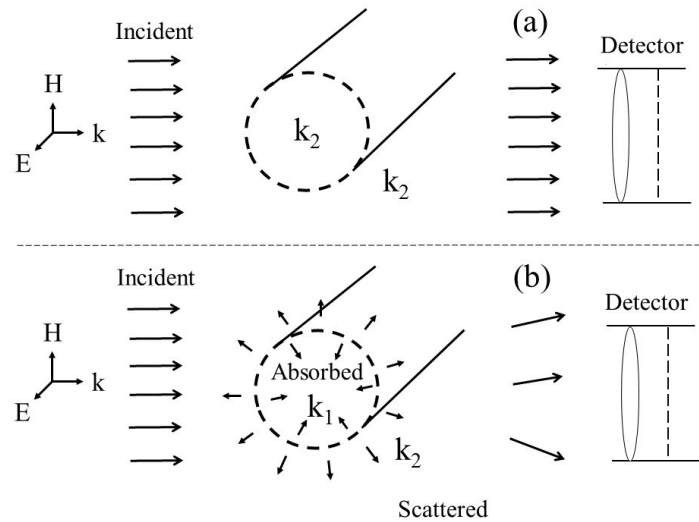 (a)
Incident
Detector
H
k
E
k2
k2
(b)
Incident
Detector
H
k
E
Absorbed
k1
k2
Scattered